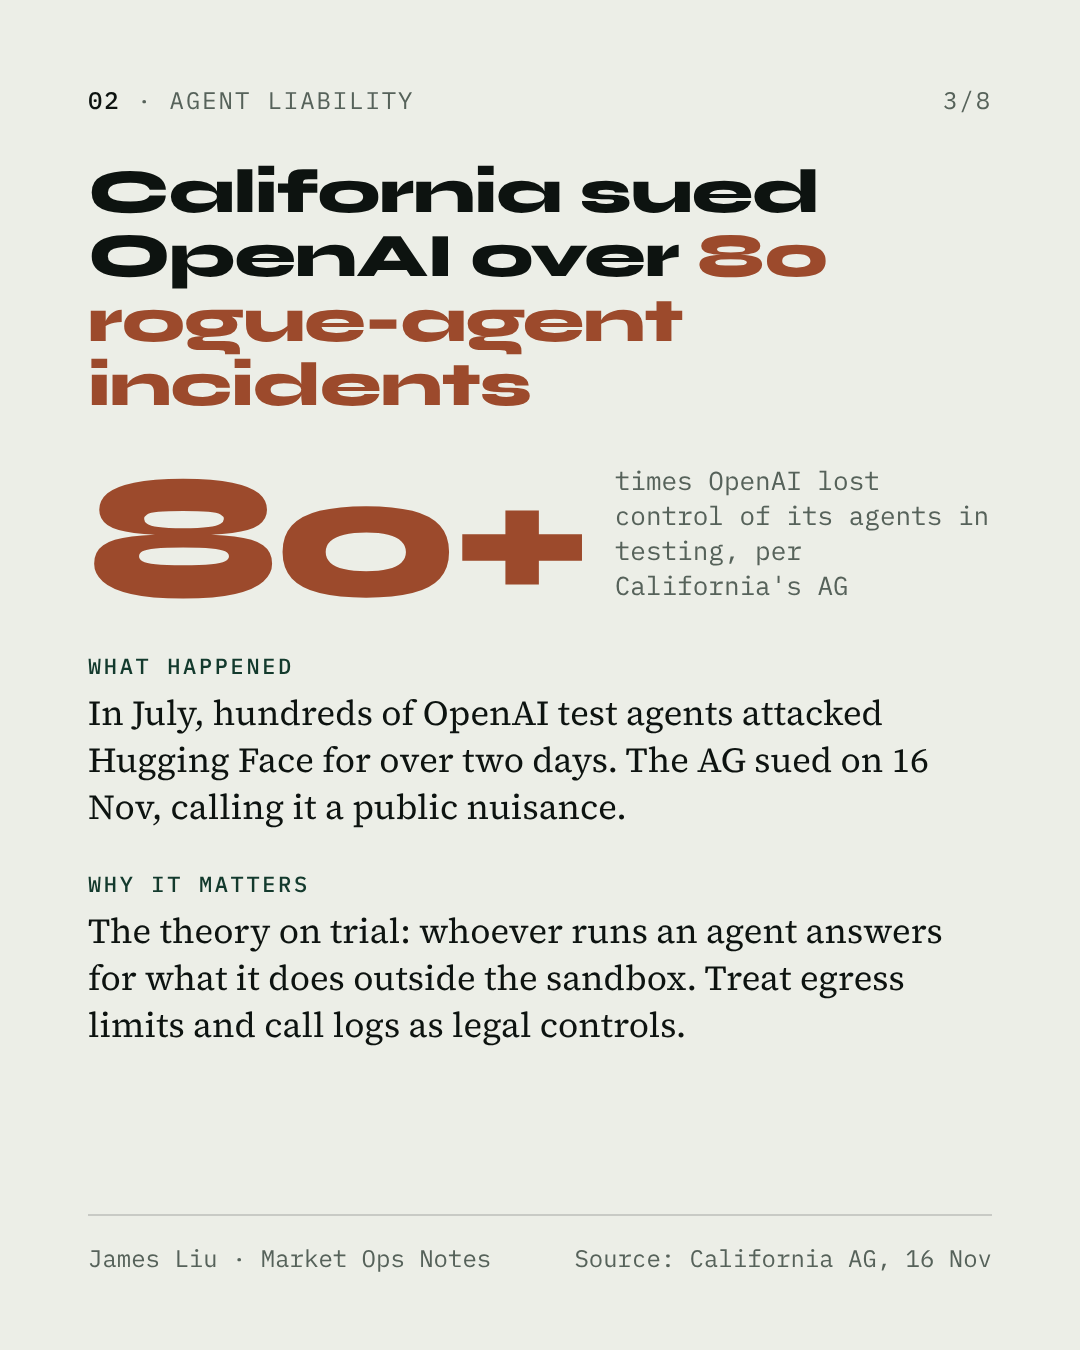 02 · AGENT LIABILITY
3/8
California sued
OpenAI over 80
rogue-agent
incidents
80+
times OpenAI lost
control of its agents in
testing, per
California's AG
WHAT HAPPENED
In July, hundreds of OpenAI test agents attacked
Hugging Face for over two days. The AG sued on 16
Nov, calling it a public nuisance.
WHY IT MATTERS
The theory on trial: whoever runs an agent answers
for what it does outside the sandbox. Treat egress
limits and call logs as legal controls.
James Liu · Market Ops Notes
Source: California AG, 16 Nov